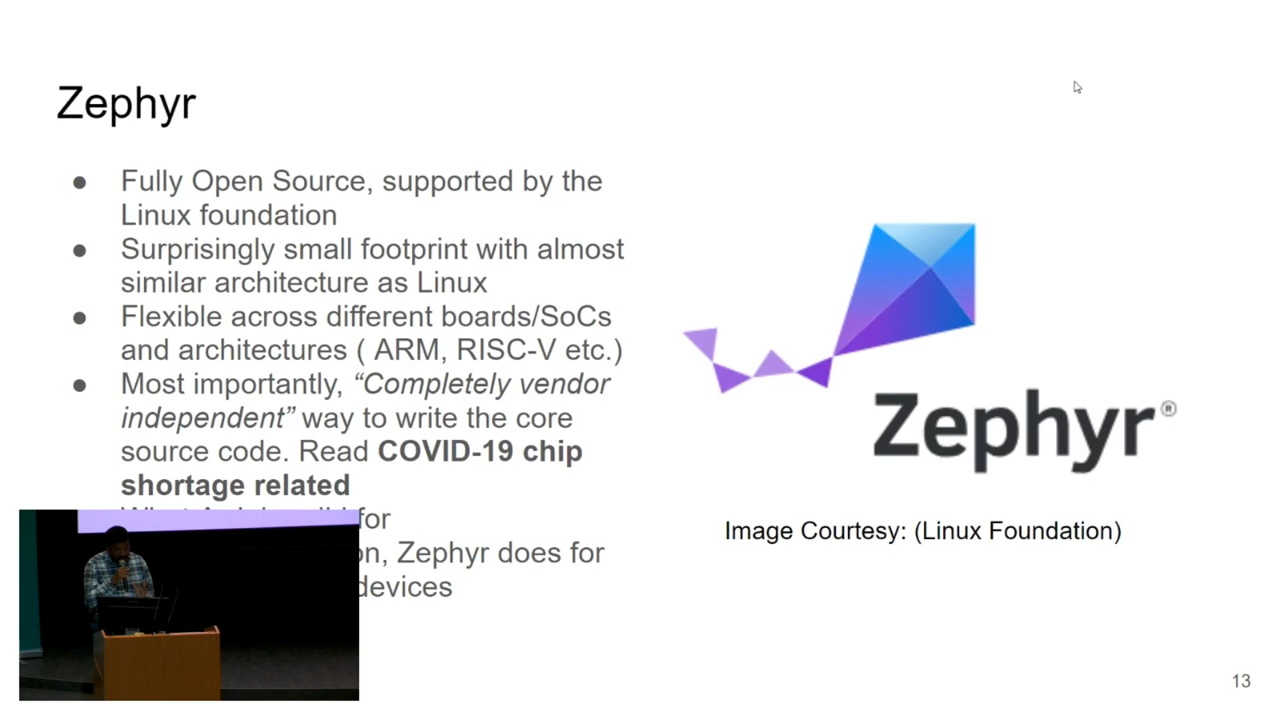 Zephyr
● Fully Open Source, supported by the
Linux foundation
● Surprisingly small footprint with almost
similar architecture as Linux
● Flexible across different boards/SoCs
and architectures ( ARM, RISC-V etc.)
● Most importantly, “Completely vendor
independent” way to write the core
source code. Read COVID-19 chip
shortage related
for
Zephyr does for
devices
Zephyr®
Image Courtesy: (Linux Foundation)
13